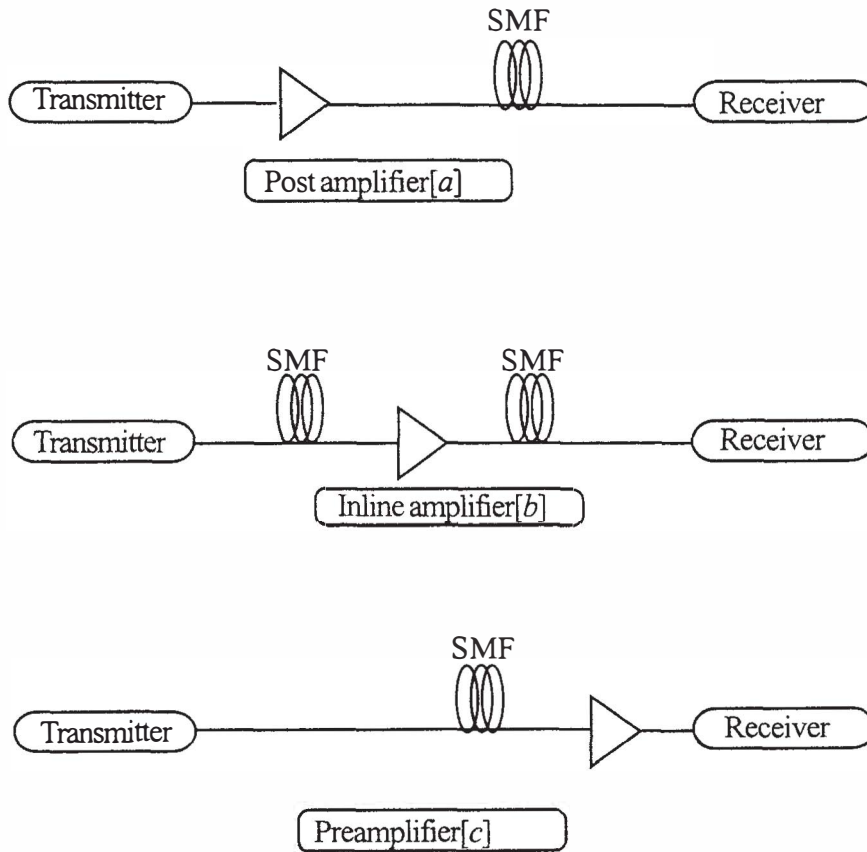 SMF
Transmitter
Receiver
Post amplifier[a]
SMF
SMF
Transmitter
Receiver
Inline amplifier[b]
SMF
Transmitter
Receiver
Preamplifier[c]